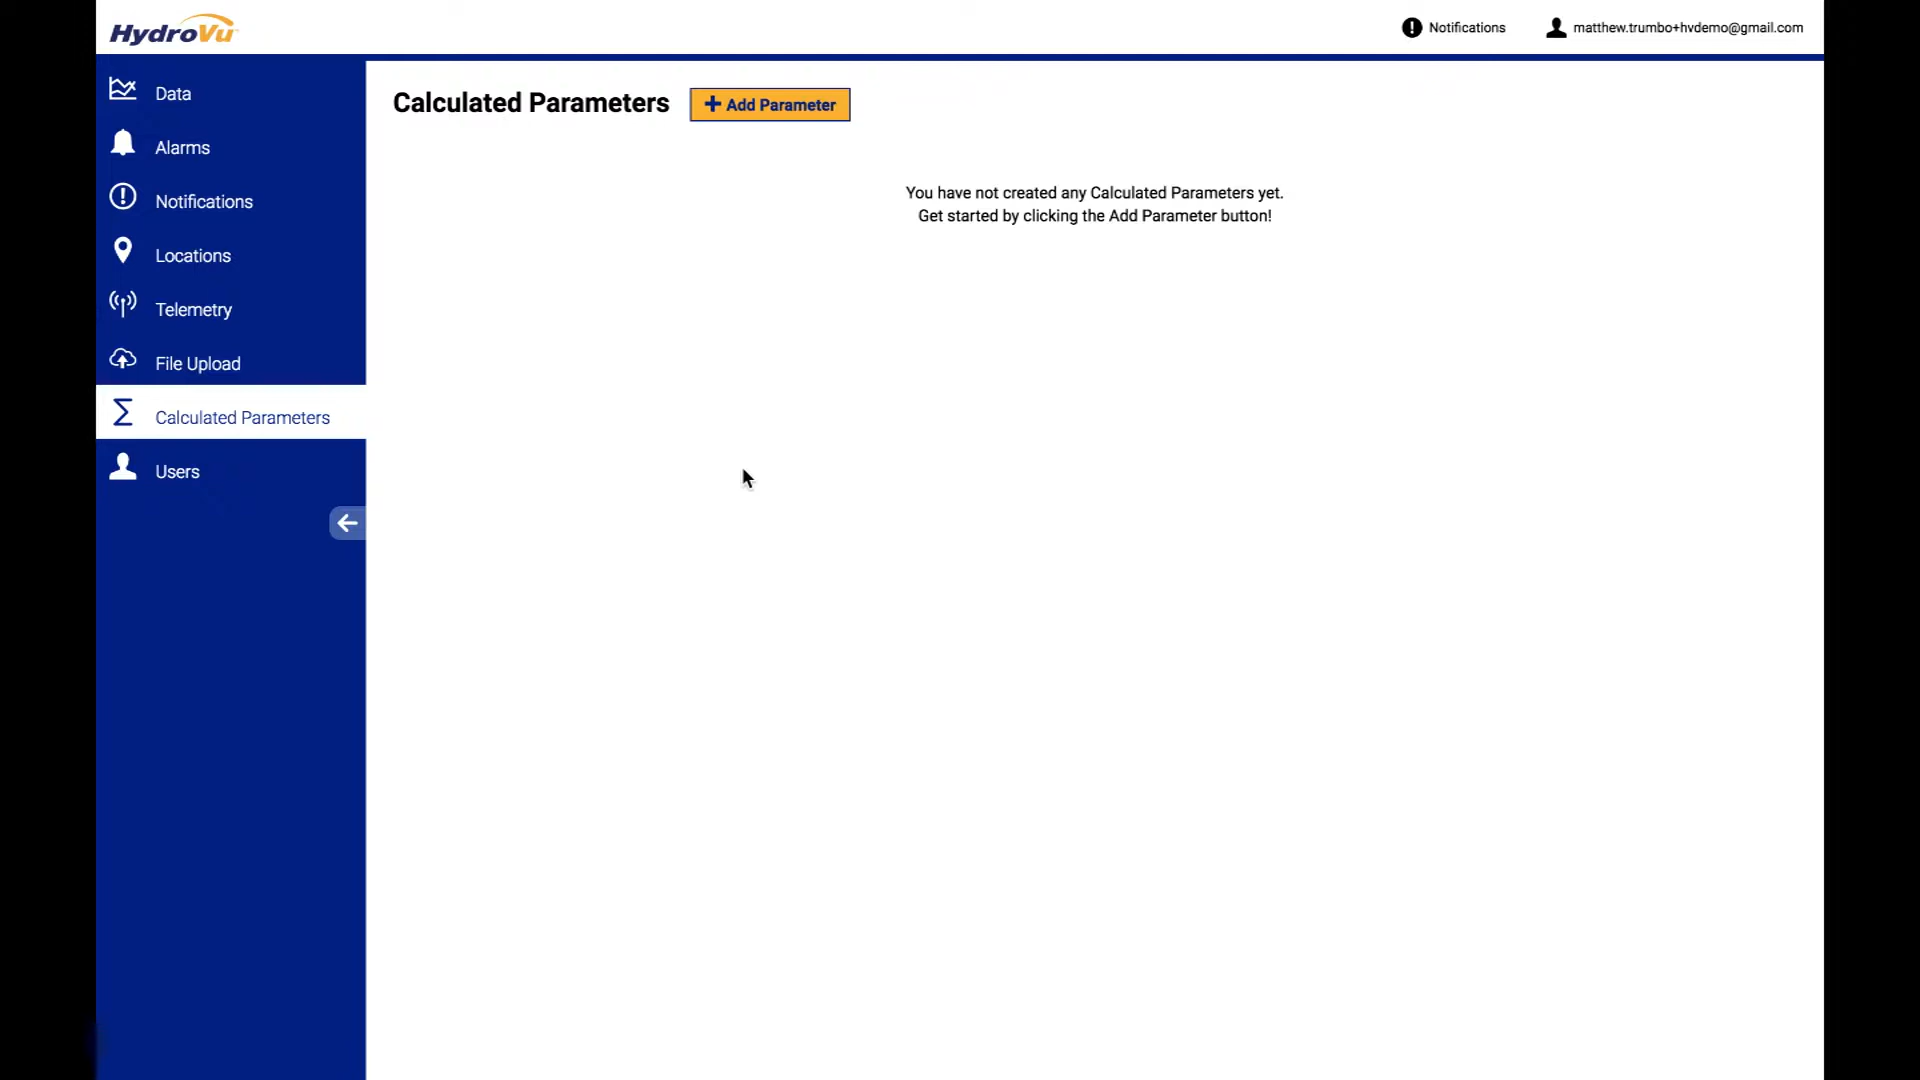 HydroVu
Notifications
matthew.trumbo+hvdemo@gmail.com
Data
Alarms
Notifications
Locations
Telemetry
File Upload
Calculated Parameters
Users
Calculated Parameters
Add Parameter
You have not created any Calculated Parameters yet.
Get started by clicking the Add Parameter button!